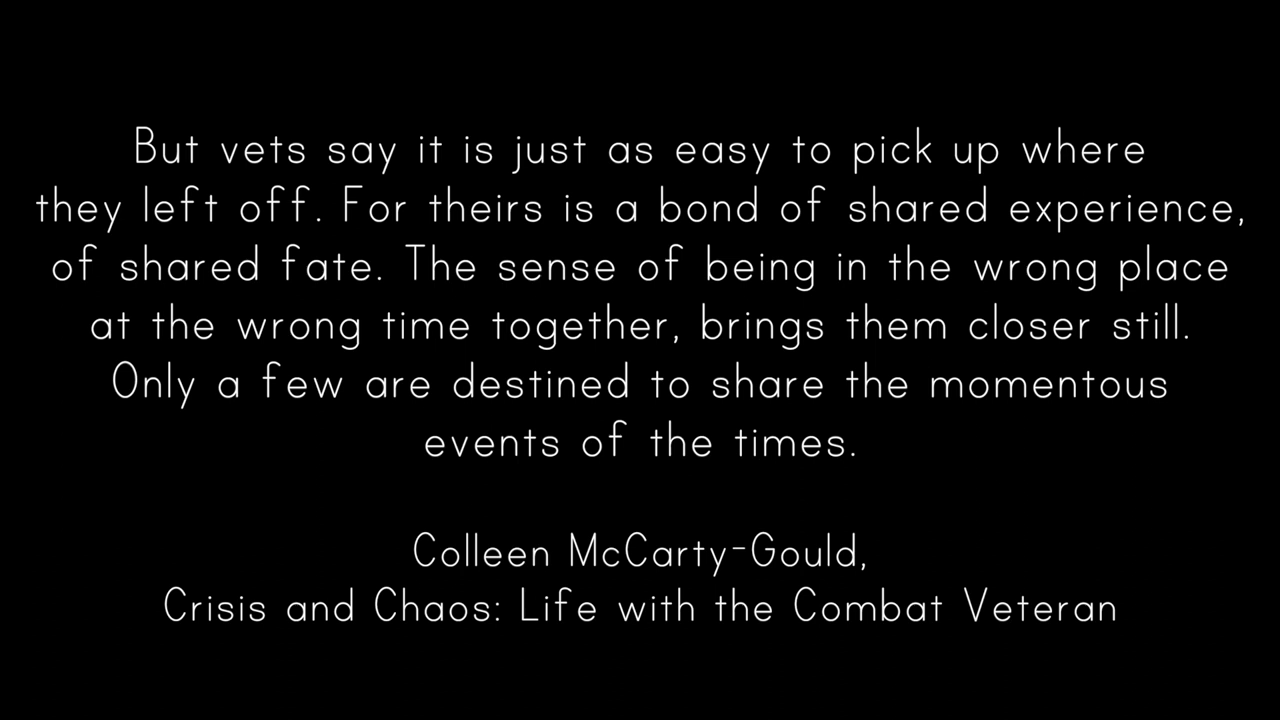 But vets say it is just as easy to pick up where
they left off. For theirs is a bond of shared experience,
of shared fate. The sense of being in the wrong place
at the wrong time together, brings them closer still.
Only a few are destined to share the momentous
events of the times.
Colleen McCarty-Gould,
Crisis and Chaos: Life with the Combat Veteran